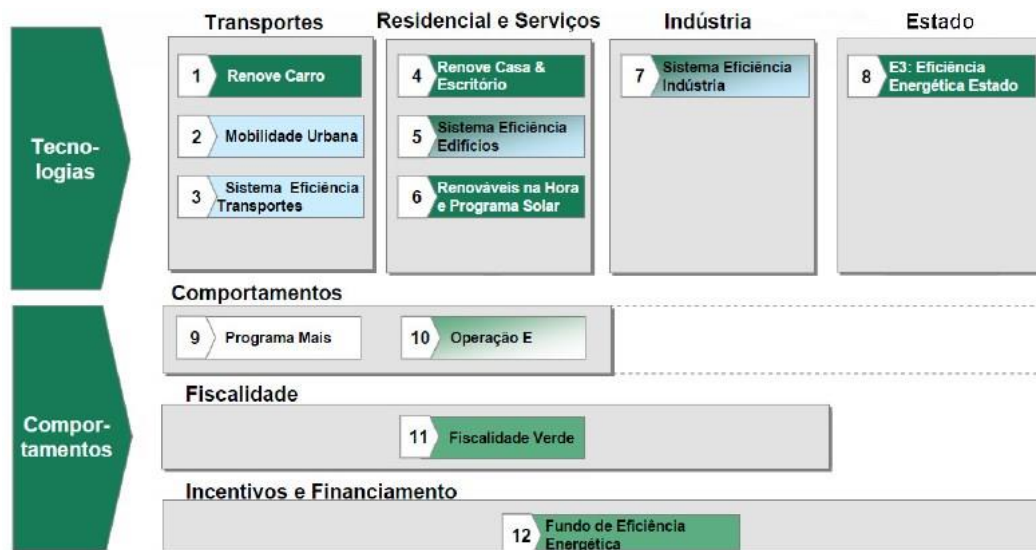 Transportes
Residencial e Serviços
Indústria
Estado
Tecno-
logias
1
Renove Carro
2
Mobilidade Urbana
3
Sistema Eficiência
Transportes
4
Renove Casa &
Escritório
5
Sistema Eficiência
Edifícios
6
Renováveis na Hora
e Programa Solar
7
Sistema Eficiência
Indústria
8
E3: Eficiência
Energética Estado
Compor-
tamentos
Comportamentos
9
Programa Mais
10
Operação E
Fiscalidade
11
Fiscalidade Verde
Incentivos e Financiamento
12
Fundo de Eficiência
Energética